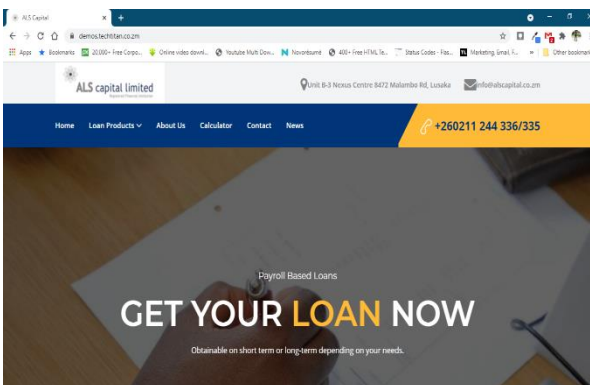 ALS Capital
demos.techtitan.co.zm
Apps Bookmarks 20,000+ Free Corpo... Online video downl... Youtube Multi Dow... Novorésumé 400+ Free HTML Te... Status Codes - Res... Marketing, Email, F... » Other bookmark
ALS capital limited
Unit B-3 Nexus Centre 8472 Malambo Rd, Lusaka
info@alscapital.co.zm
Home Loan Products About Us Calculator Contact News
+260211 244 336/335
Payroll Based Loans
GET YOUR LOAN NOW
Obtainable on short term or long-term depending on your needs.